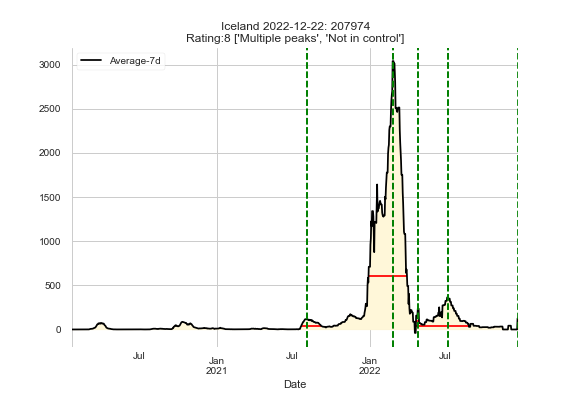 Iceland 2022-12-22: 207974
Rating:8 ['Multiple peaks', 'Not in control']
Average-7d
3000
2500
2000
1500
1000
500
0
Jul
Jan
2021
Jul
Jan
2022
Jul
Date